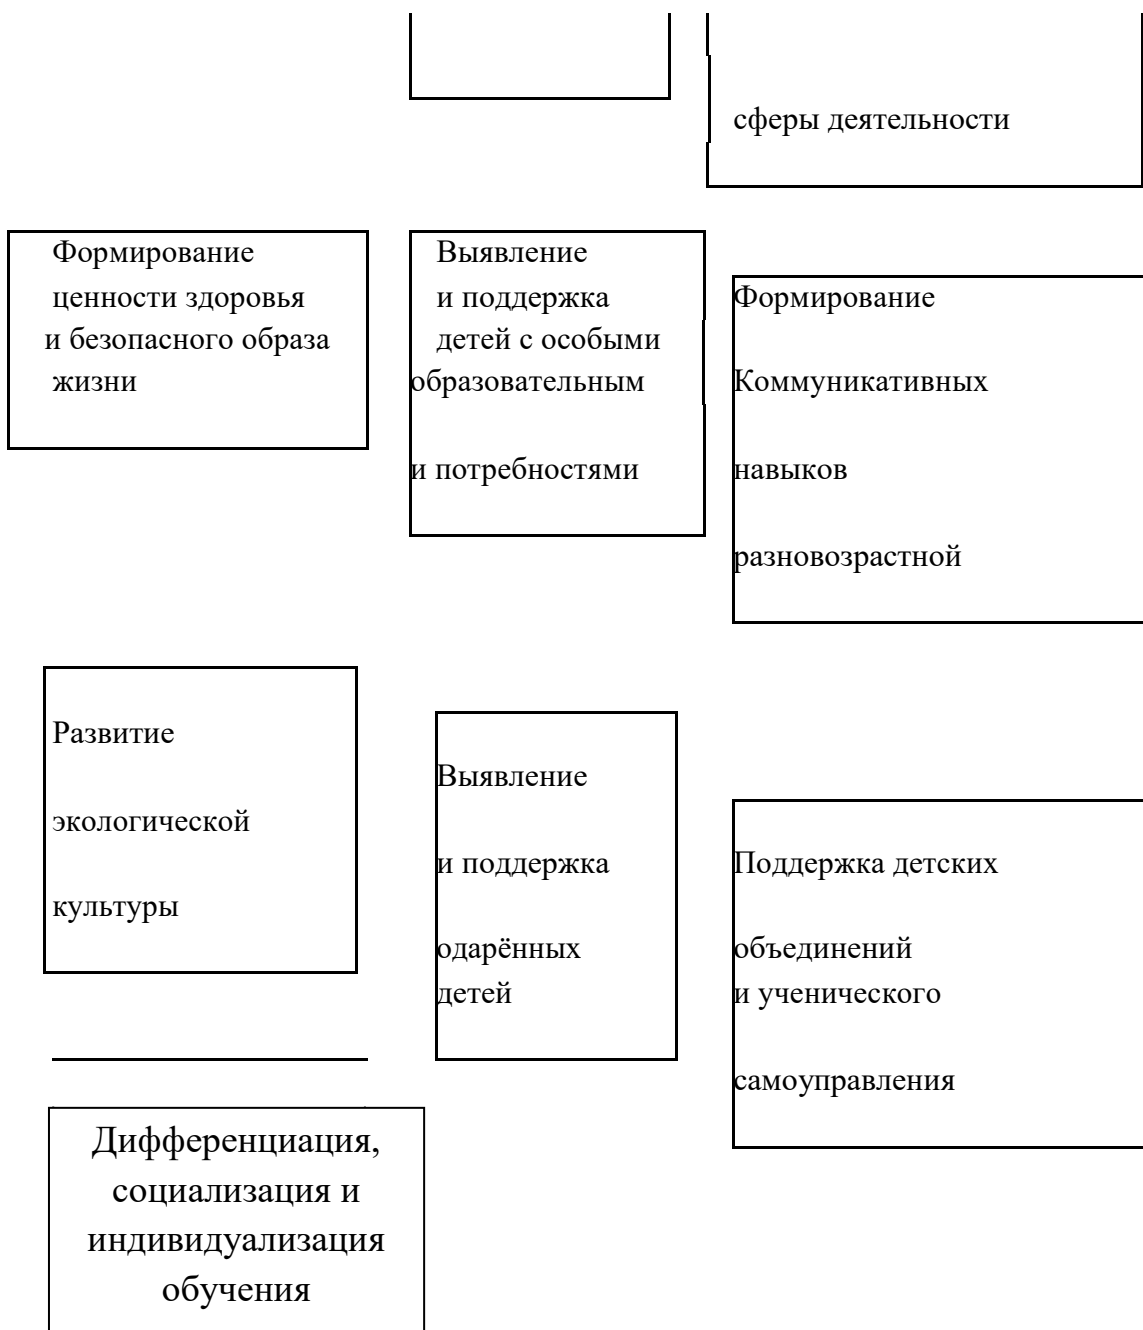 сферы деятельности
Формирование
ценности здоровья
и безопасного образа
жизни
Выявление
и поддержка
детей с особыми
образовательным
и потребностями
Формирование
Коммуникативных
навыков
разновозрастной
Развитие
экологической
культуры
Выявление
и поддержка
одарённых
детей
Поддержка детских
объединений
и ученического
самоуправления
Дифференциация,
социализация и
индивидуализация
обучения